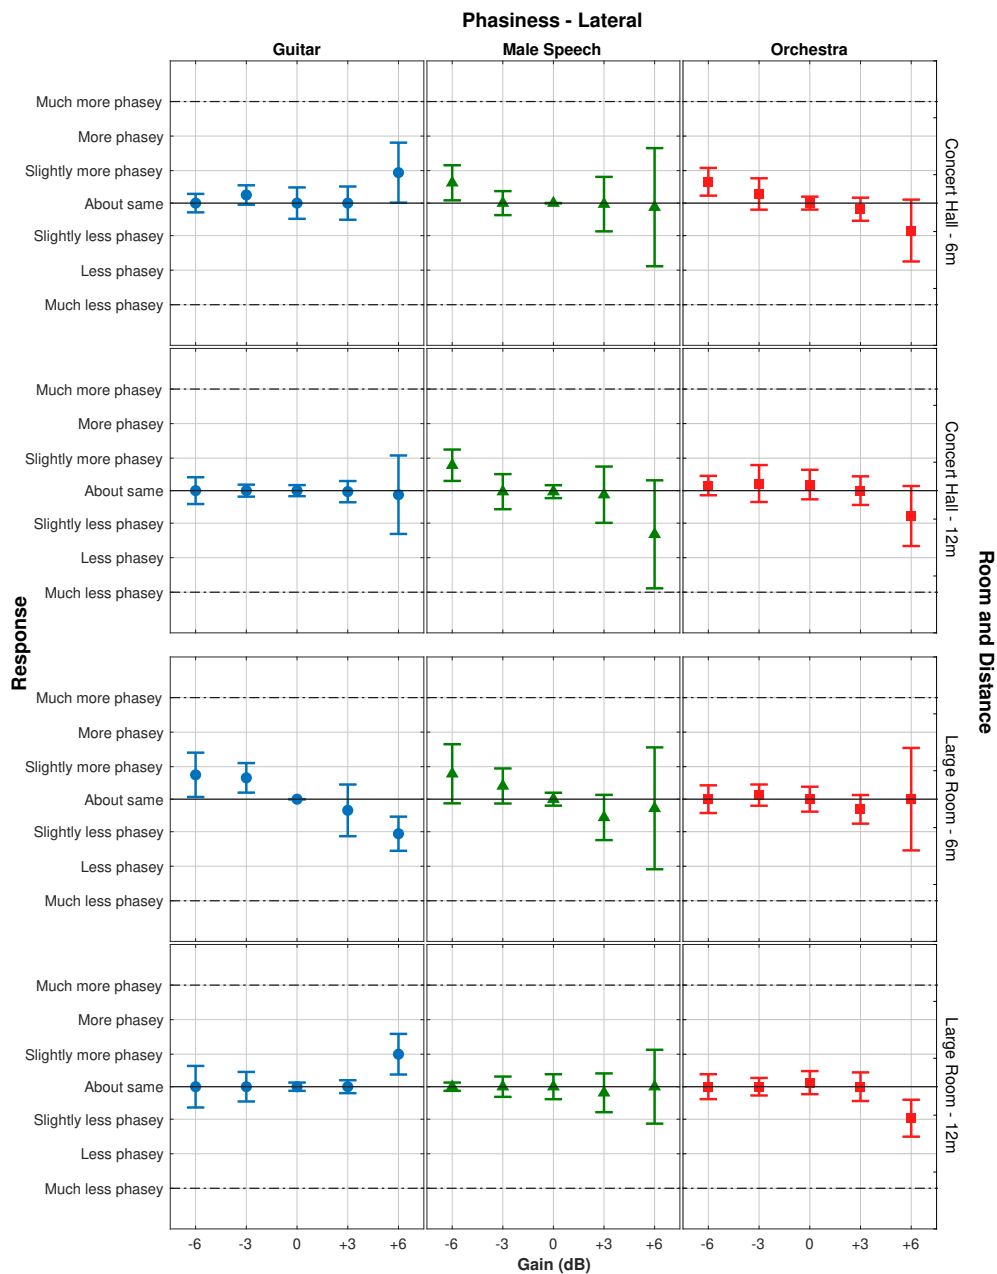 Phasiness - Lateral
Guitar
Male Speech
Orchestra
Much more phasey
More phasey
Slightly more phasey
About same
Slightly less phasey
Less phasey
Much less phasey
Concert Hall - 6m
Much more phasey
More phasey
Slightly more phasey
About same
Slightly less phasey
Less phasey
Much less phasey
Concert Hall - 12m
Response
Room and Distance
Much more phasey
More phasey
Slightly more phasey
About same
Slightly less phasey
Less phasey
Much less phasey
Large Room - 6m
Much more phasey
More phasey
Slightly more phasey
About same
Slightly less phasey
Less phasey
Much less phasey
Large Room - 12m
-6 -3 0 +3 +6
-6 -3 0 +3 +6
-6 -3 0 +3 +6
Gain (dB)